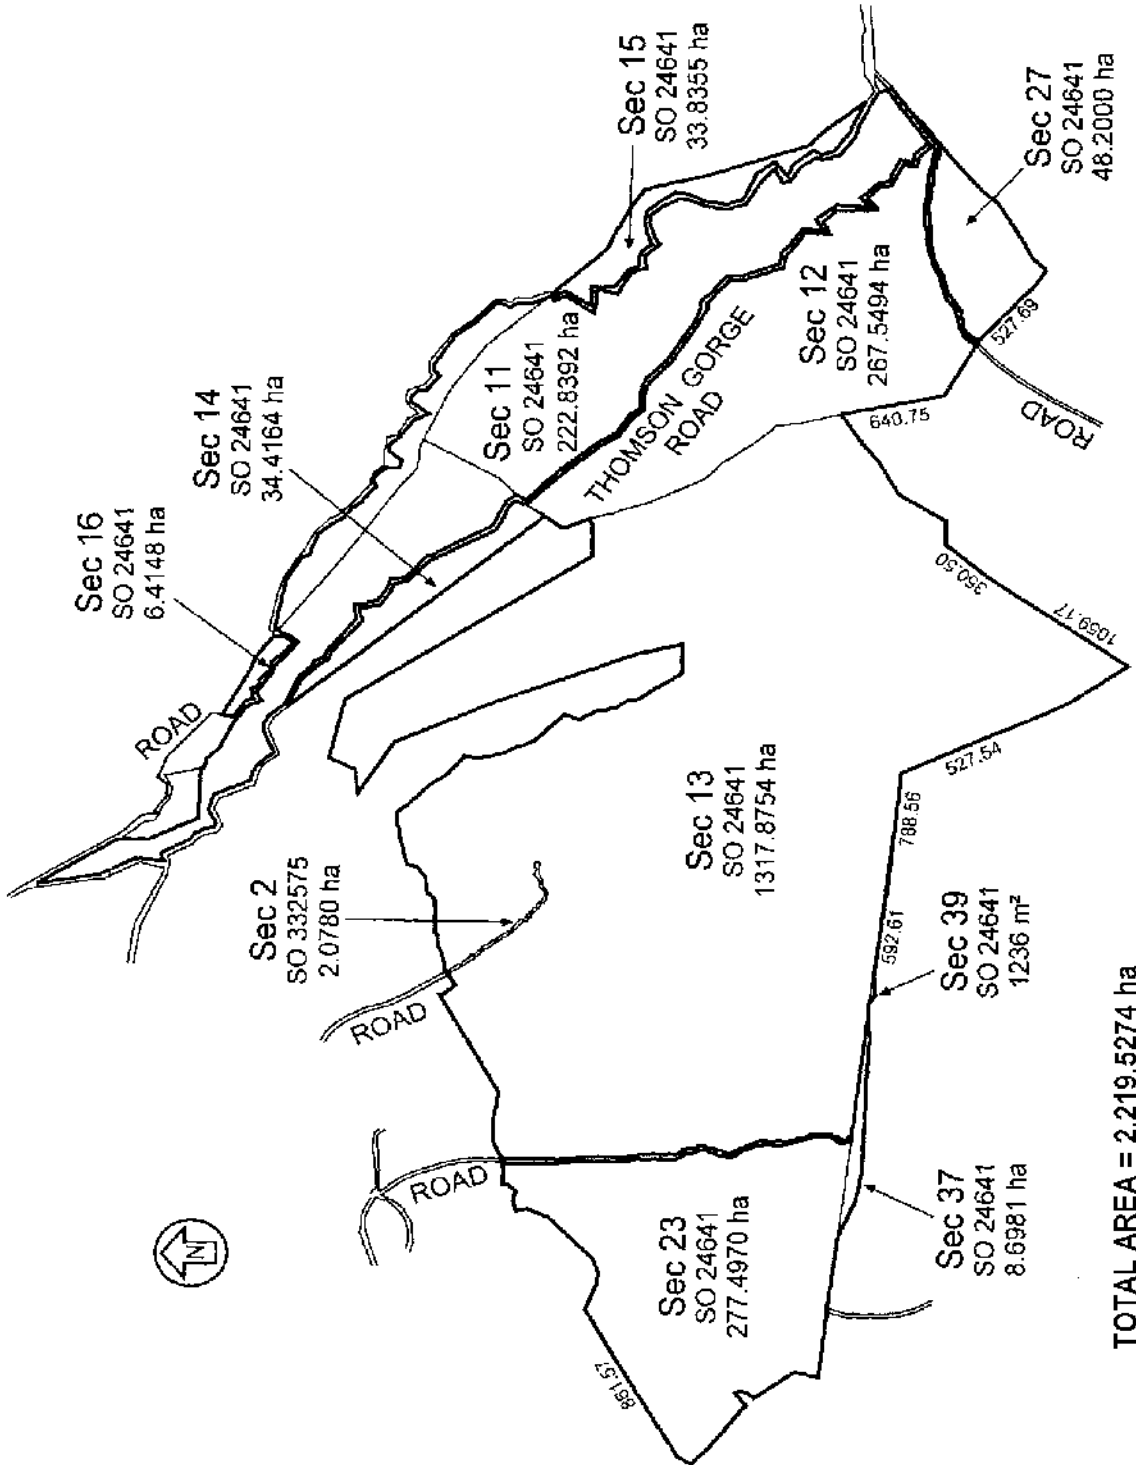 Sec 16
SO 24641
6.4148 ha
Sec 14
SO 24641
34.4164 ha
Sec 15
SO 24641
33.8355 ha
Sec 11
SO 24641
222.8392 ha
Sec 12
SO 24641
267.5494 ha
Sec 27
SO 24641
48.2000 ha
THOMSON GORGE
ROAD
ROAD
Sec 2
SO 332575
2.0780 ha
ROAD
Sec 13
SO 24641
1317.8754 ha
ROAD
N
ROAD
Sec 23
SO 24641
277.4970 ha
Sec 37
SO 24641
8.6981 ha
Sec 39
SO 24641
1236 m²
527.69
640.75
350.50
1059.17
527.54
788.56
592.61
TOTAL AREA = 2,219.5274 ha